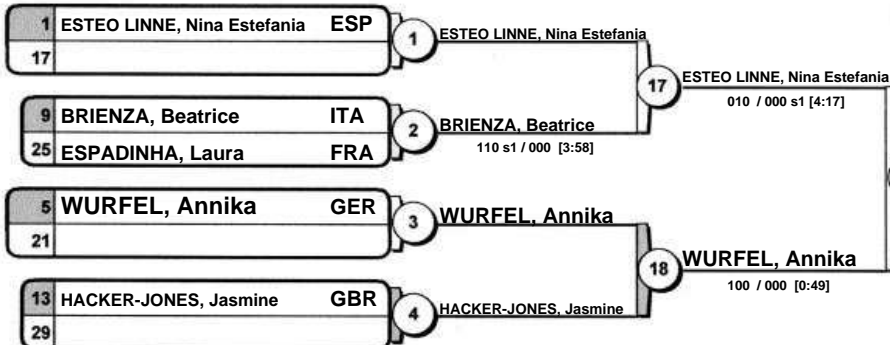 1 ESTEO LINNE, Nina Estefania ESP
17
1 ESTEO LINNE, Nina Estefania
9 BRIENZA, Beatrice ITA
25 ESPADINHA, Laura FRA
2 BRIENZA, Beatrice
110 s1 / 000 [3:58]
17 ESTEO LINNE, Nina Estefania
010 / 000 s1 [4:17]
5 WURFEL, Annika GER
21
3 WURFEL, Annika
13 HACKER-JONES, Jasmine GBR
29
4 HACKER-JONES, Jasmine
18 WURFEL, Annika
100 / 000 [0:49]